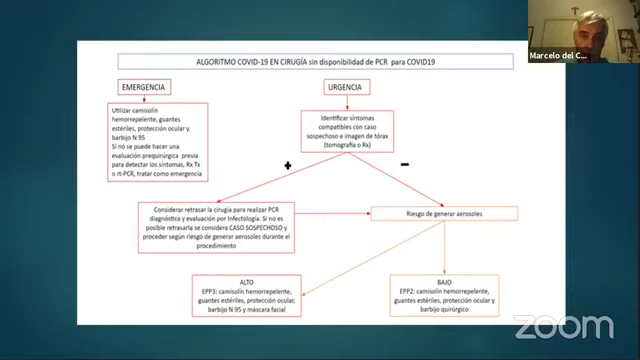 Marcelo del C...
ALGORITMO COVID-19 EN CIRUGÍA sin disponibilidad de PCR para COVID19
EMERGENCIA
URGENCIA
Utilizar camisolín
hemorrepelente, guantes
estériles, protección ocular y
barbijo N 95
Si no se puede hacer una
evaluación prequirúrgica previa
para detectar los síntomas, Rx Tx
o rt-PCR, tratar como emergencia
Identificar síntomas
compatibles con caso
sospechoso e imagen de tórax
(tomografía o Rx)
+
-
Considerar retrasar la cirugía para realizar PCR
diagnóstica y evaluación por Infectología. Si no es
posible retrasarla se considera CASO SOSPECHOSO y
proceder según riesgo de generar aerosoles durante el
procedimiento
Riesgo de generar aerosoles
ALTO
EPP3: camisolín hemorrepelente,
guantes estériles, protección ocular,
barbijo N 95 y máscara facial
BAJO
EPP2: camisolín hemorrepelente,
guantes estériles, protección ocular y
barbijo quirúrgico
zoom